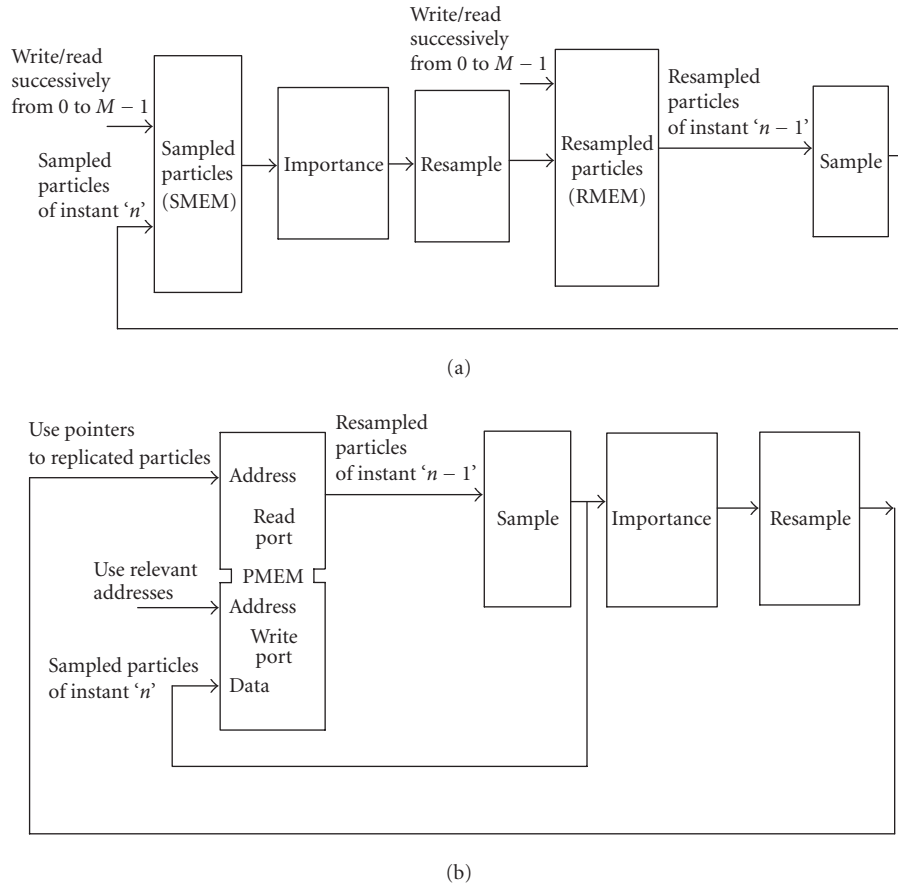 Write/read
successively
from 0 to M − 1
Sampled
particles
of instant ‘n’
Sampled
particles
(SMEM)
Importance
Resample
Write/read
successively
from 0 to M − 1
Resampled
particles
(RMEM)
Resampled
particles
of instant ‘n − 1’
Sample
(a)
Use pointers
to replicated particles
Address
Read
port
PMEM
Use relevant
addresses
Address
Write
port
Sampled particles
of instant ‘n’
Data
Resampled
particles
of instant ‘n − 1’
Sample
Importance
Resample
(b)